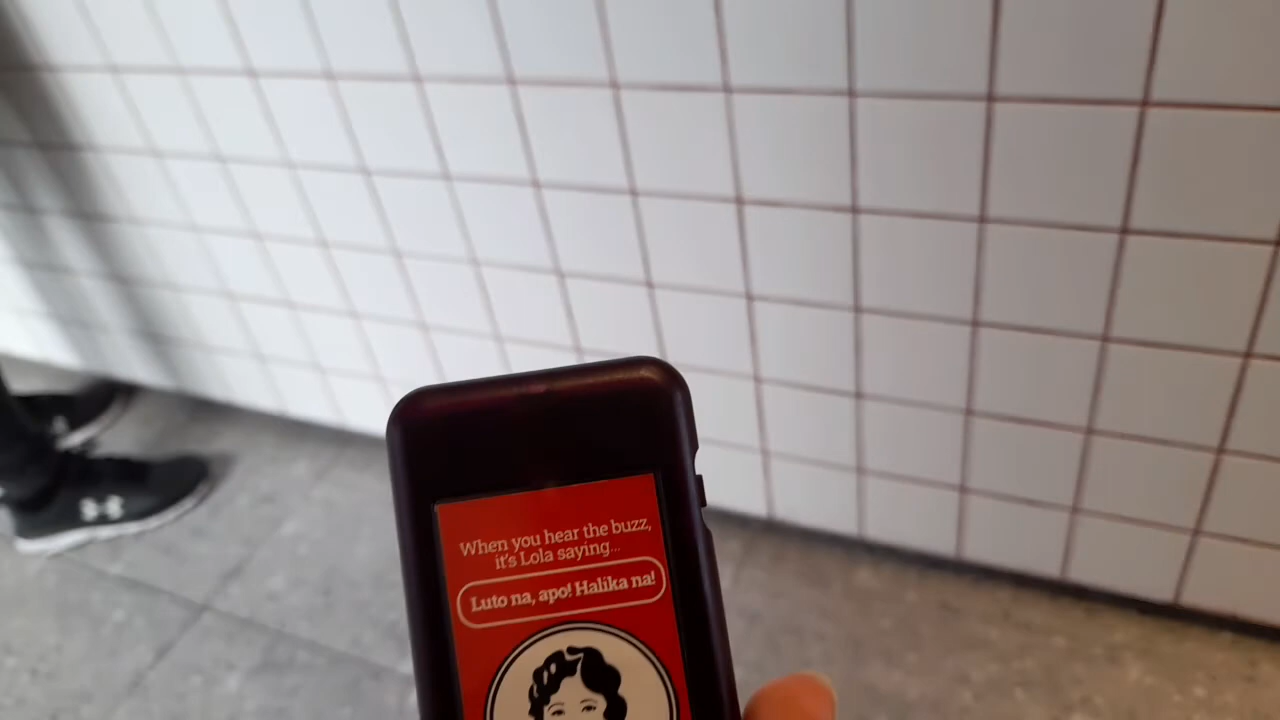 When you hear the buzz,
it's Lola saying...
Luto na, apo! Halika na!